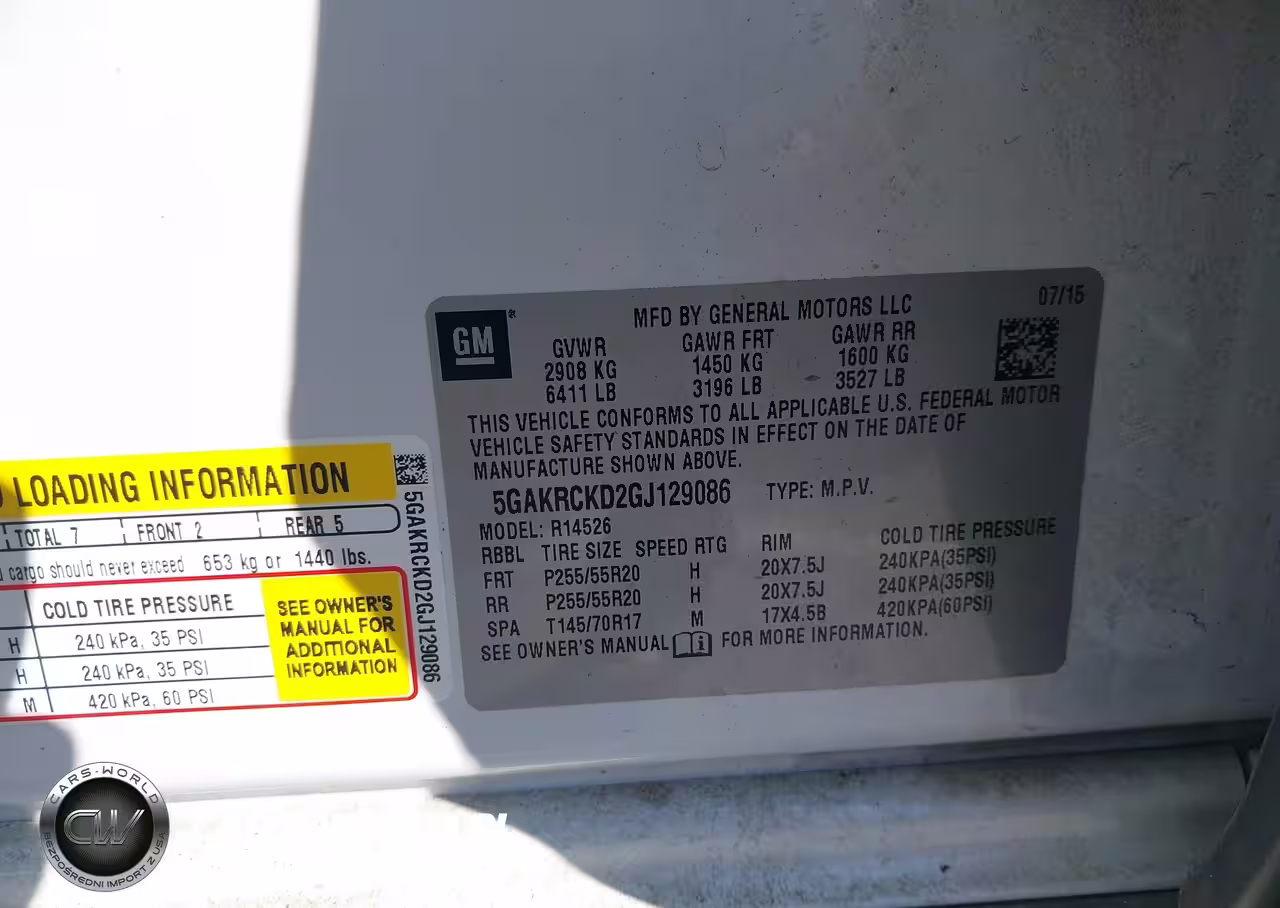 LOADING INFORMATION
TOTAL 7 FRONT 2 REAR 5
cargo should never exceed 653 kg or 1440 lbs.
COLD TIRE PRESSURE
H 240 kPa, 35 PSI
H 240 kPa, 35 PSI
M 420 kPa, 60 PSI
SEE OWNER'S
MANUAL FOR
ADDITIONAL
INFORMATION
5GAKRCKD2GJ129086
GM
MFD BY GENERAL MOTORS LLC 07/15
GVWR GAWR FRT GAWR RR
2908 KG 1450 KG 1600 KG
6411 LB 3196 LB 3527 LB
THIS VEHICLE CONFORMS TO ALL APPLICABLE U.S. FEDERAL MOTOR
VEHICLE SAFETY STANDARDS IN EFFECT ON THE DATE OF
MANUFACTURE SHOWN ABOVE.
5GAKRCKD2GJ129086 TYPE: M.P.V.
MODEL: R14526
RBBL TIRE SIZE SPEED RTG RIM COLD TIRE PRESSURE
FRT P255/55R20 H 20X7.5J 240KPA(35PSI)
RR P255/55R20 H 20X7.5J 240KPA(35PSI)
SPA T145/70R17 M 17X4.5B 420KPA(60PSI)
SEE OWNER'S MANUAL i FOR MORE INFORMATION.
CARS-WORLD
CW
BEZPOŚREDNI IMPORT Z USA